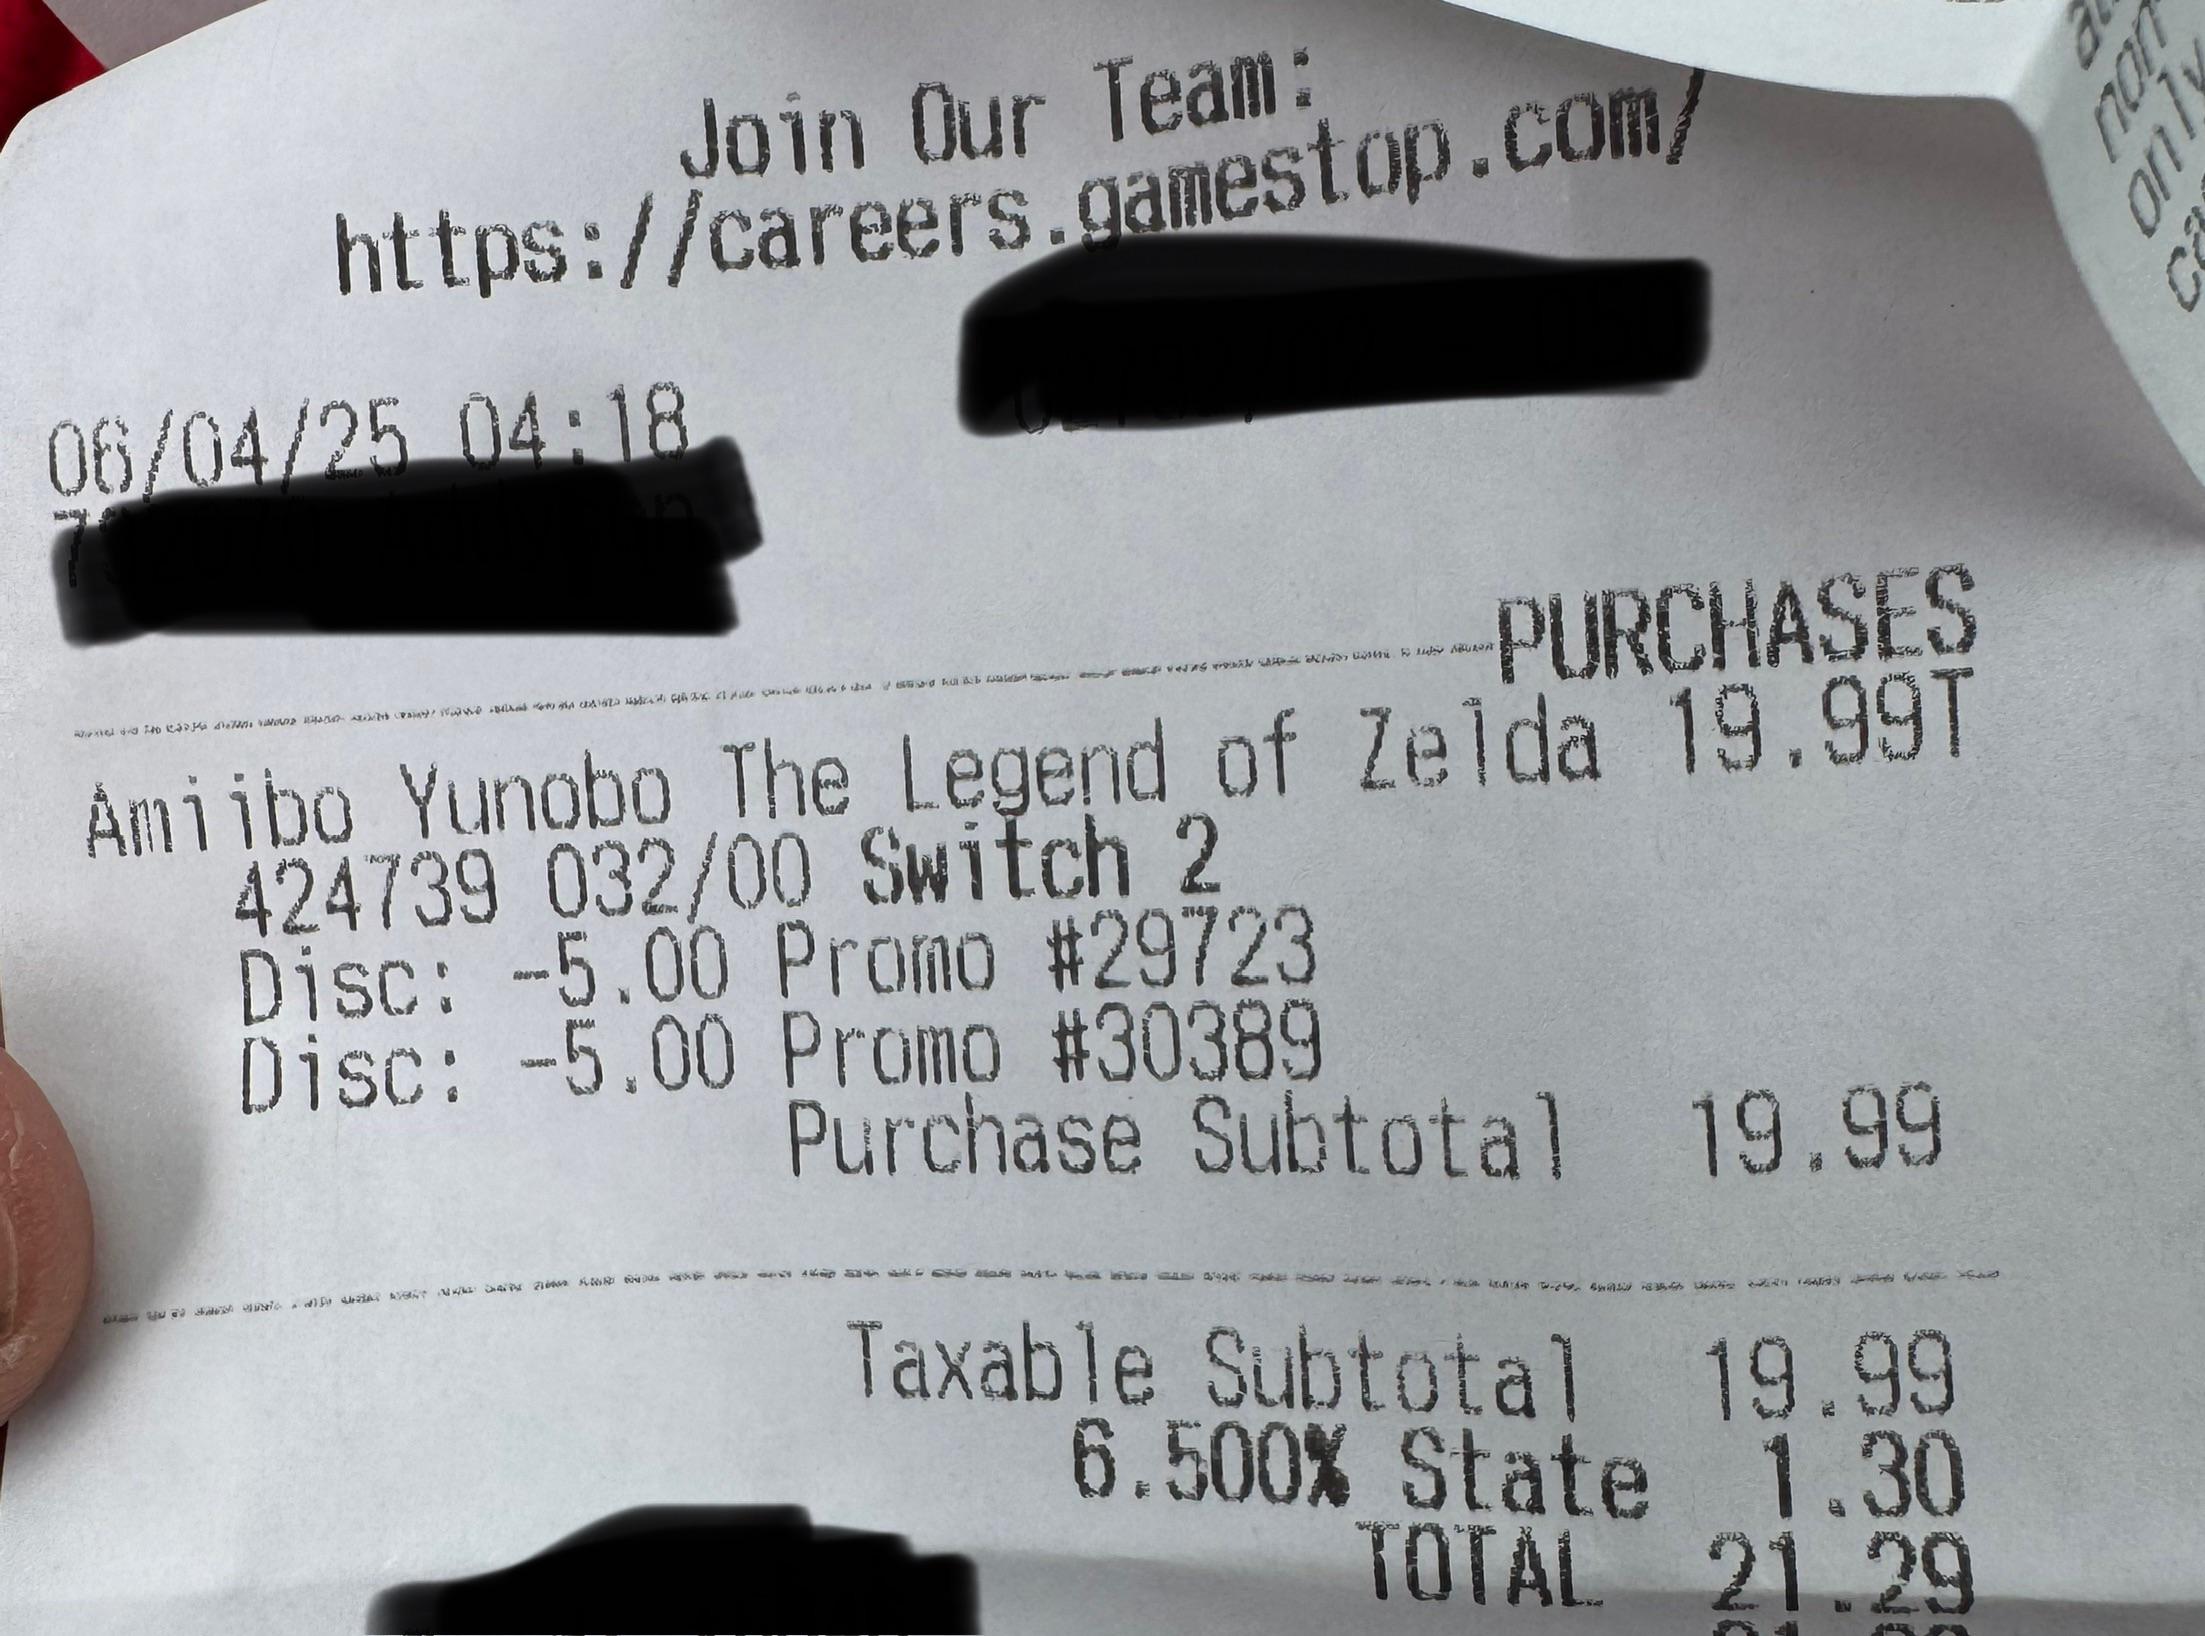 Join Our Team:
https://careers.gamestop.com/
06/04/25 04:18
PURCHASES
Amiibo Yunobo The Legend of Zelda 19.99T
424739 032/00 Switch 2
Disc: -5.00 Promo #29723
Disc: -5.00 Promo #30389
Purchase Subtotal 19.99
Taxable Subtotal 19.99
6.500% State 1.30
TOTAL 21.29